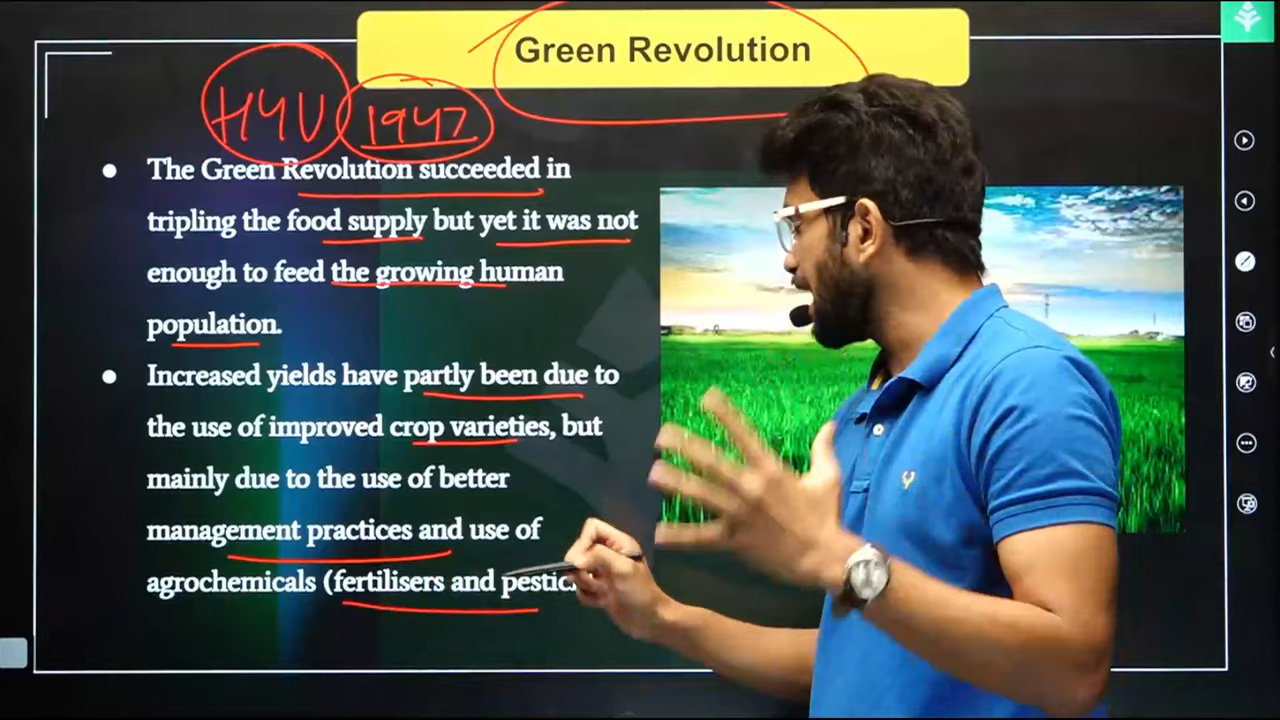 Green Revolution
HYV 1947
● The Green Revolution succeeded in
tripling the food supply but yet it was not
enough to feed the growing human
population.
● Increased yields have partly been due to
the use of improved crop varieties, but
mainly due to the use of better
management practices and use of
agrochemicals (fertilisers and